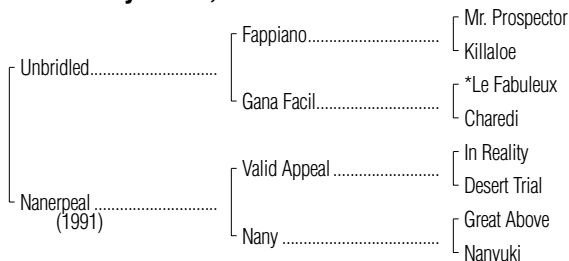 Mr. Prospector
Fappiano
Killaloe
Unbridled
*Le Fabuleux
Gana Facil
Charedi
In Reality
Valid Appeal
Desert Trial
Nanerpeal
(1991)
Great Above
Nany
Nanyuki